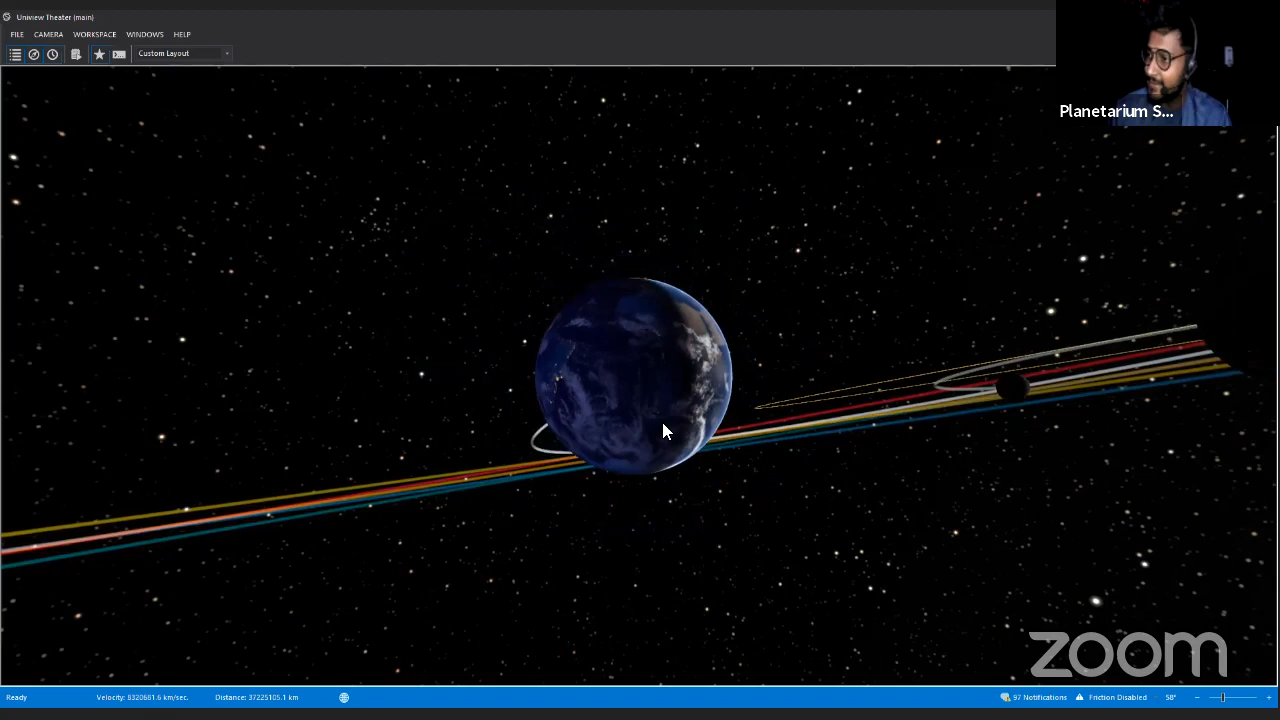 Uniview Theater (main)
FILE CAMERA WORKSPACE WINDOWS HELP
Custom Layout
Planetarium S...
zoom
Ready Velocity: 8320681.6 km/sec. Distance: 37225105.1 km 97 Notifications Friction Disabled 58°